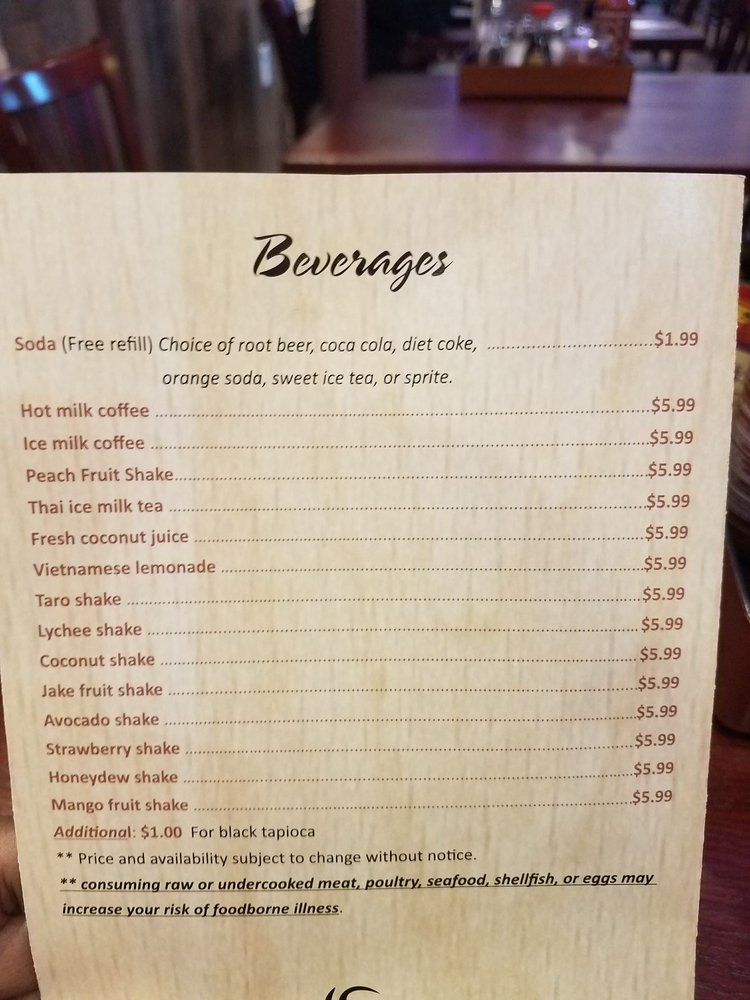 Beverages
Soda (Free refill) Choice of root beer, coca cola, diet coke, ................................$1.99
orange soda, sweet ice tea, or sprite.
Hot milk coffee ................................$5.99
Ice milk coffee ................................$5.99
Peach Fruit Shake................................$5.99
Thai ice milk tea ................................$5.99
Fresh coconut juice ................................$5.99
Vietnamese lemonade ................................$5.99
Taro shake ................................$5.99
Lychee shake ................................$5.99
Coconut shake ................................$5.99
Jake fruit shake ................................$5.99
Avocado shake ................................$5.99
Strawberry shake ................................$5.99
Honeydew shake ................................$5.99
Mango fruit shake ................................$5.99
Additional: $1.00 For black tapioca
** Price and availability subject to change without notice.
** consuming raw or undercooked meat, poultry, seafood, shellfish, or eggs may
increase your risk of foodborne illness.